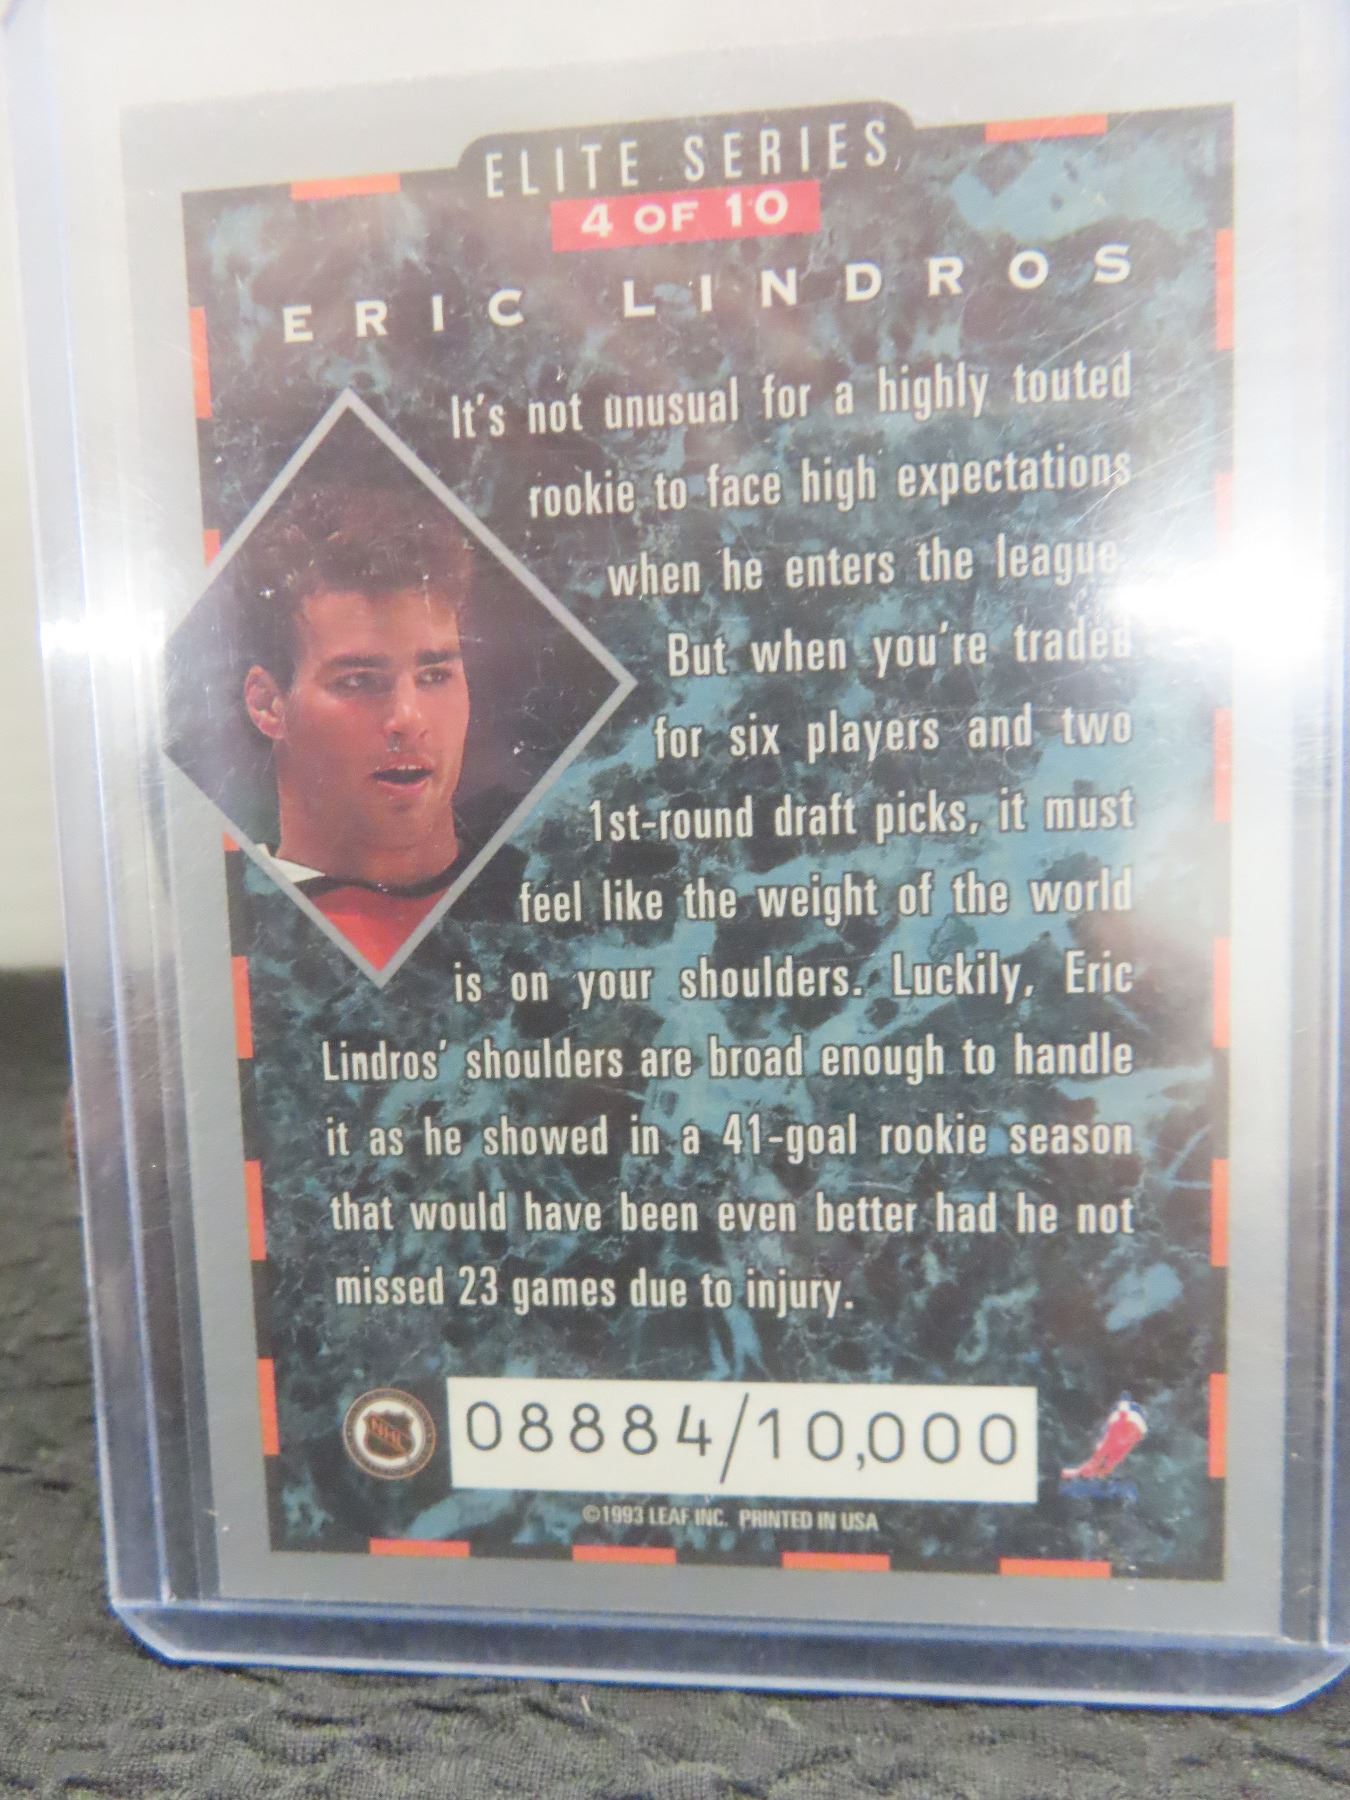 ELITE SERIES
4 OF 10
ERIC LINDROS
It's not unusual for a highly touted
rookie to face high expectations
when he enters the league.
But when you're traded
for six players and two
1st-round draft picks, it must
feel like the weight of the world
is on your shoulders. Luckily, Eric
Lindros' shoulders are broad enough to handle
it as he showed in a 41-goal rookie season
that would have been even better had he not
missed 23 games due to injury.
NHL
08884/10,000
©1993 LEAF INC. PRINTED IN USA